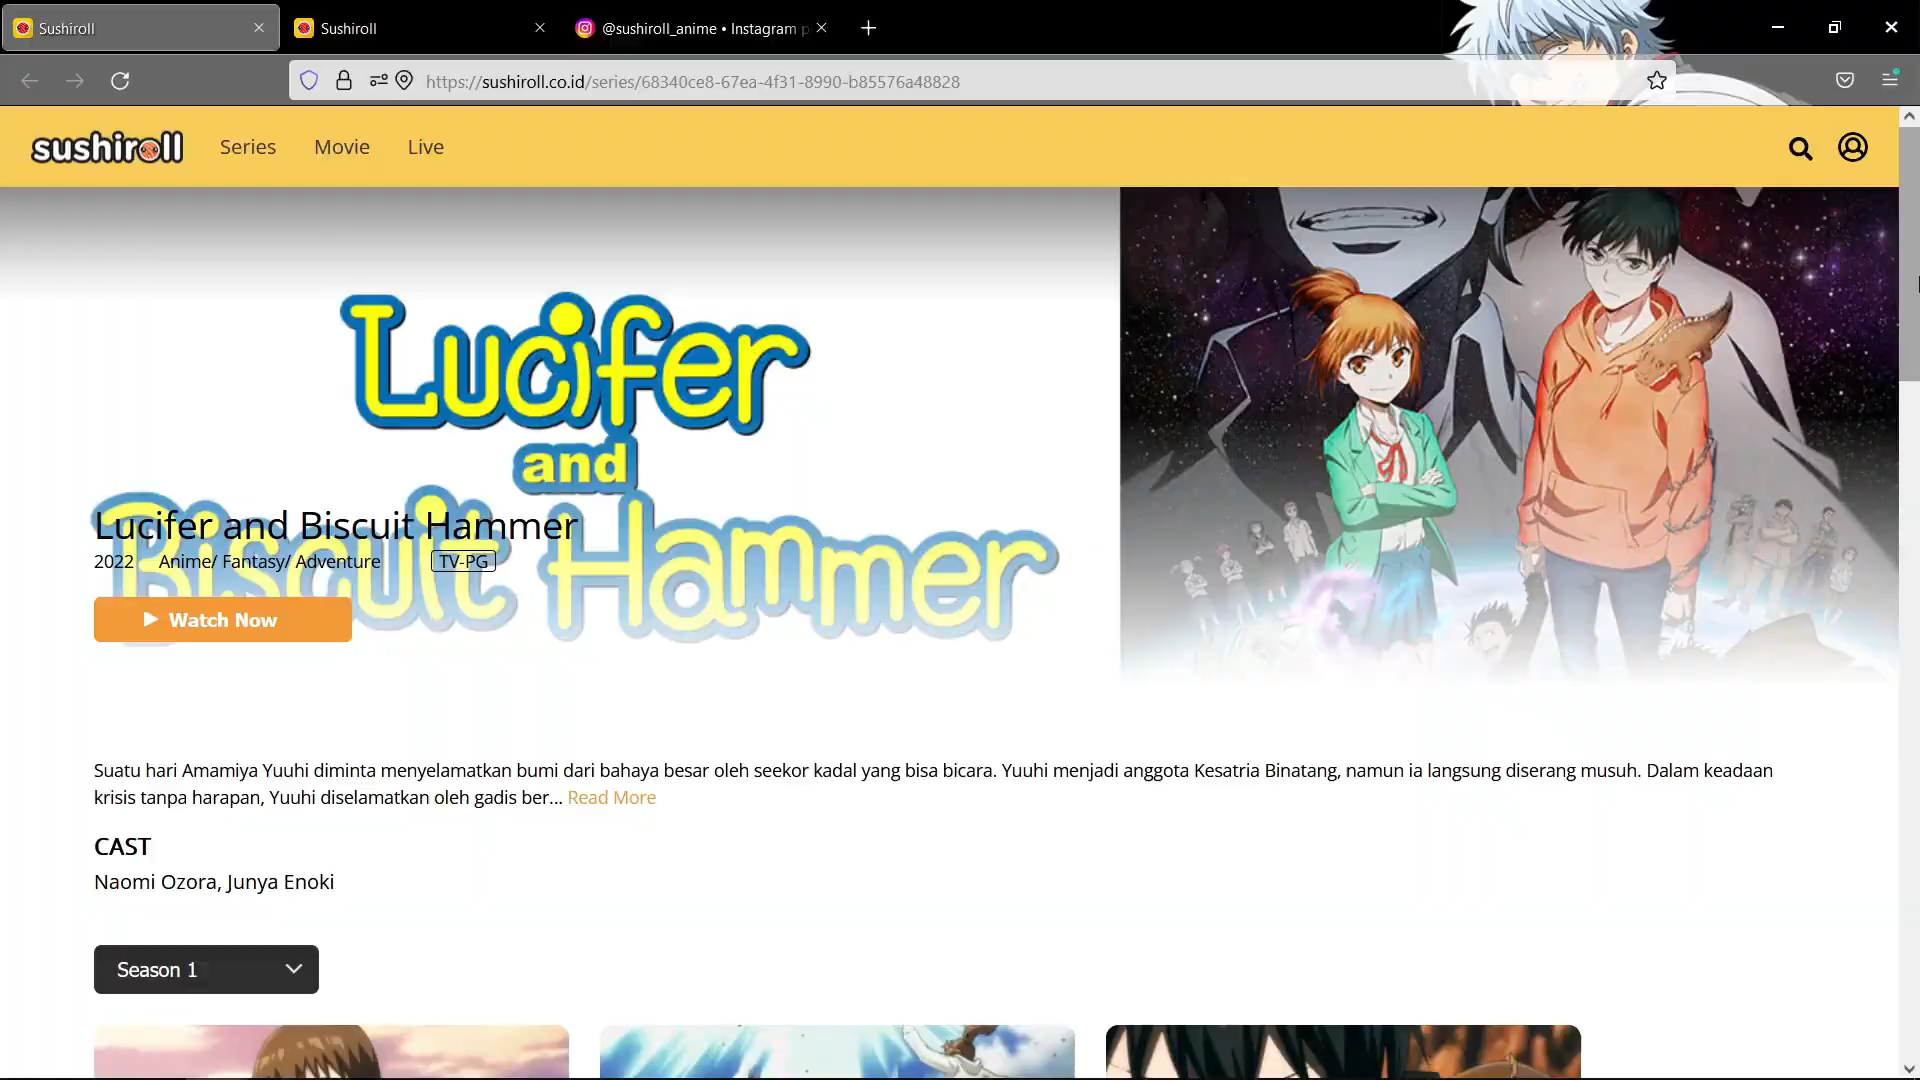 Sushiroll
Sushiroll
@sushiroll_anime • Instagram p
https://sushiroll.co.id/series/68340ce8-67ea-4f31-8990-b85576a48828
sushiroll
Series
Movie
Live
Lucifer
and
Biscuit Hammer
Lucifer and Biscuit Hammer
2022 Anime/ Fantasy/ Adventure TV-PG
Watch Now
Suatu hari Amamiya Yuuhi diminta menyelamatkan bumi dari bahaya besar oleh seekor kadal yang bisa bicara. Yuuhi menjadi anggota Kesatria Binatang, namun ia langsung diserang musuh. Dalam keadaan
krisis tanpa harapan, Yuuhi diselamatkan oleh gadis ber... Read More
CAST
Naomi Ozora, Junya Enoki
Season 1